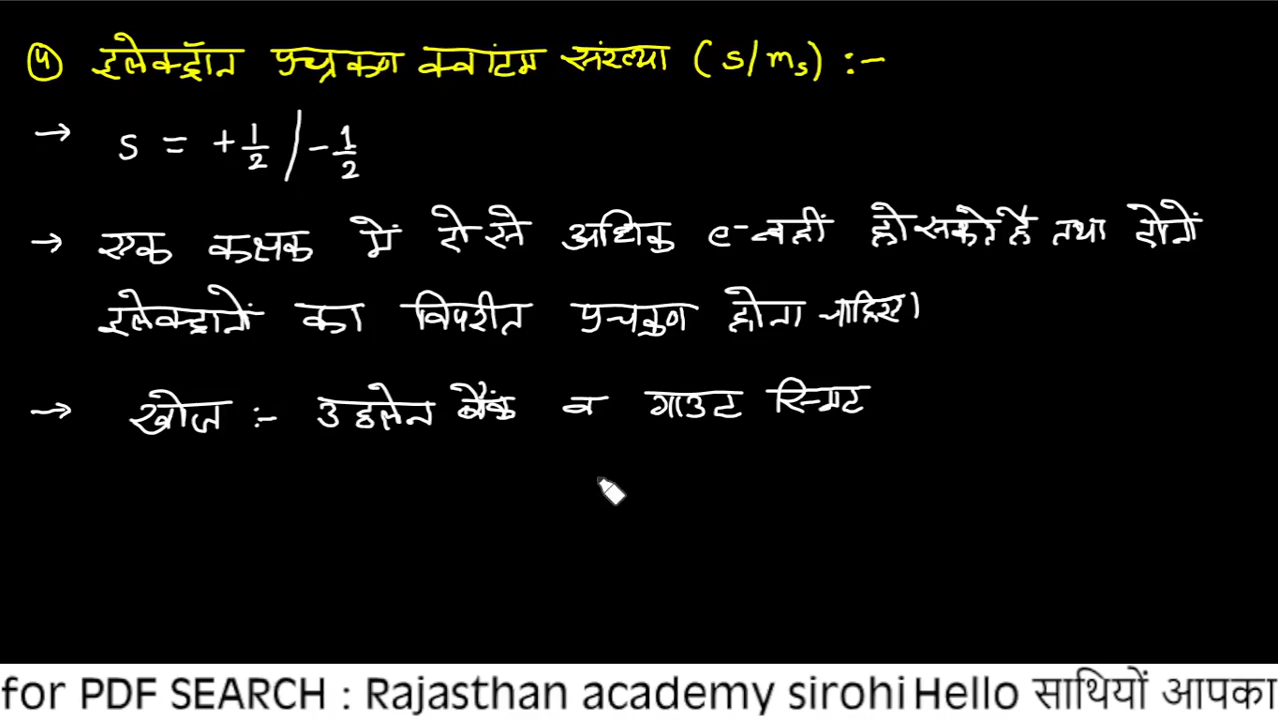 ४ इलेक्ट्रॉन प्रचक्रण क्वांटम संख्या (s/ms) :-
→ s = +1/2 / -1/2
→ एक कक्षक में दो से अधिक e- नहीं हो सकते है तथा दोनों
इलेक्ट्रानों का विपरीत प्रचक्रण होना चाहिए।
→ खोज :- उहलेन बैंक व गाउट स्मिट
for PDF SEARCH : Rajasthan academy sirohi Hello साथियों आपका